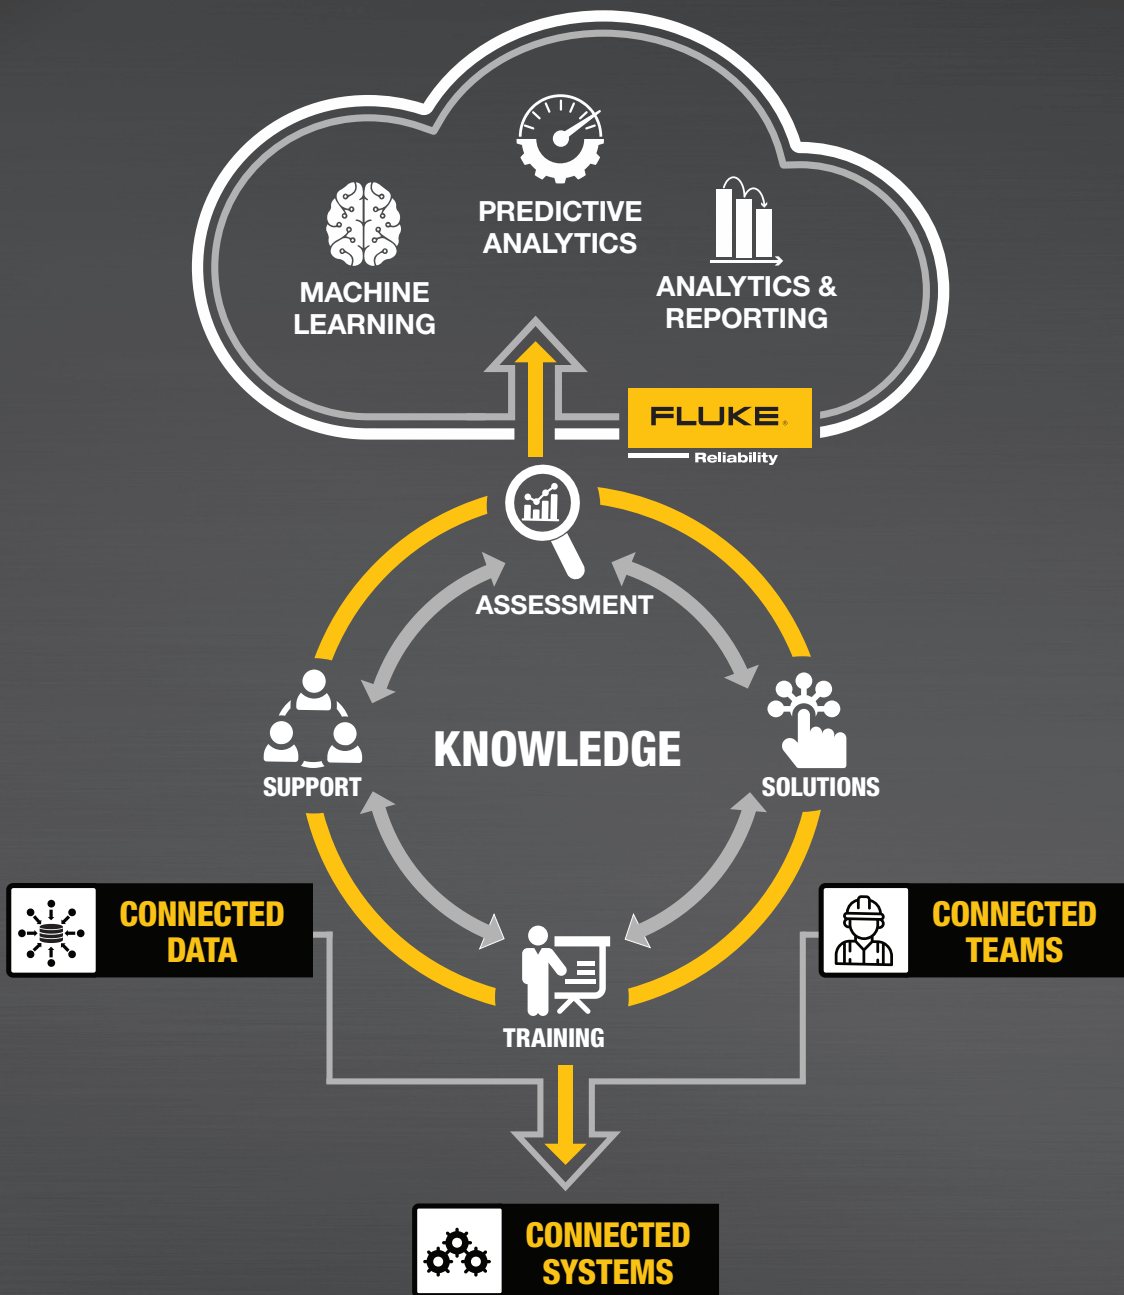 PREDICTIVE
ANALYTICS
MACHINE
LEARNING
ANALYTICS &
REPORTING
FLUKE®
Reliability
ASSESSMENT
KNOWLEDGE
SUPPORT
SOLUTIONS
CONNECTED
DATA
CONNECTED
TEAMS
TRAINING
CONNECTED
SYSTEMS